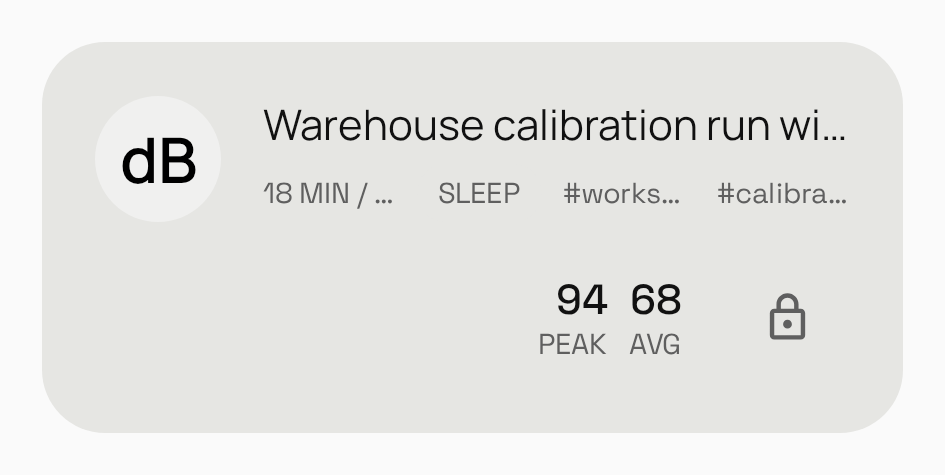 dB
Warehouse calibration run wi...
18 MIN / ... SLEEP #works... #calibra...
94 68
PEAK AVG